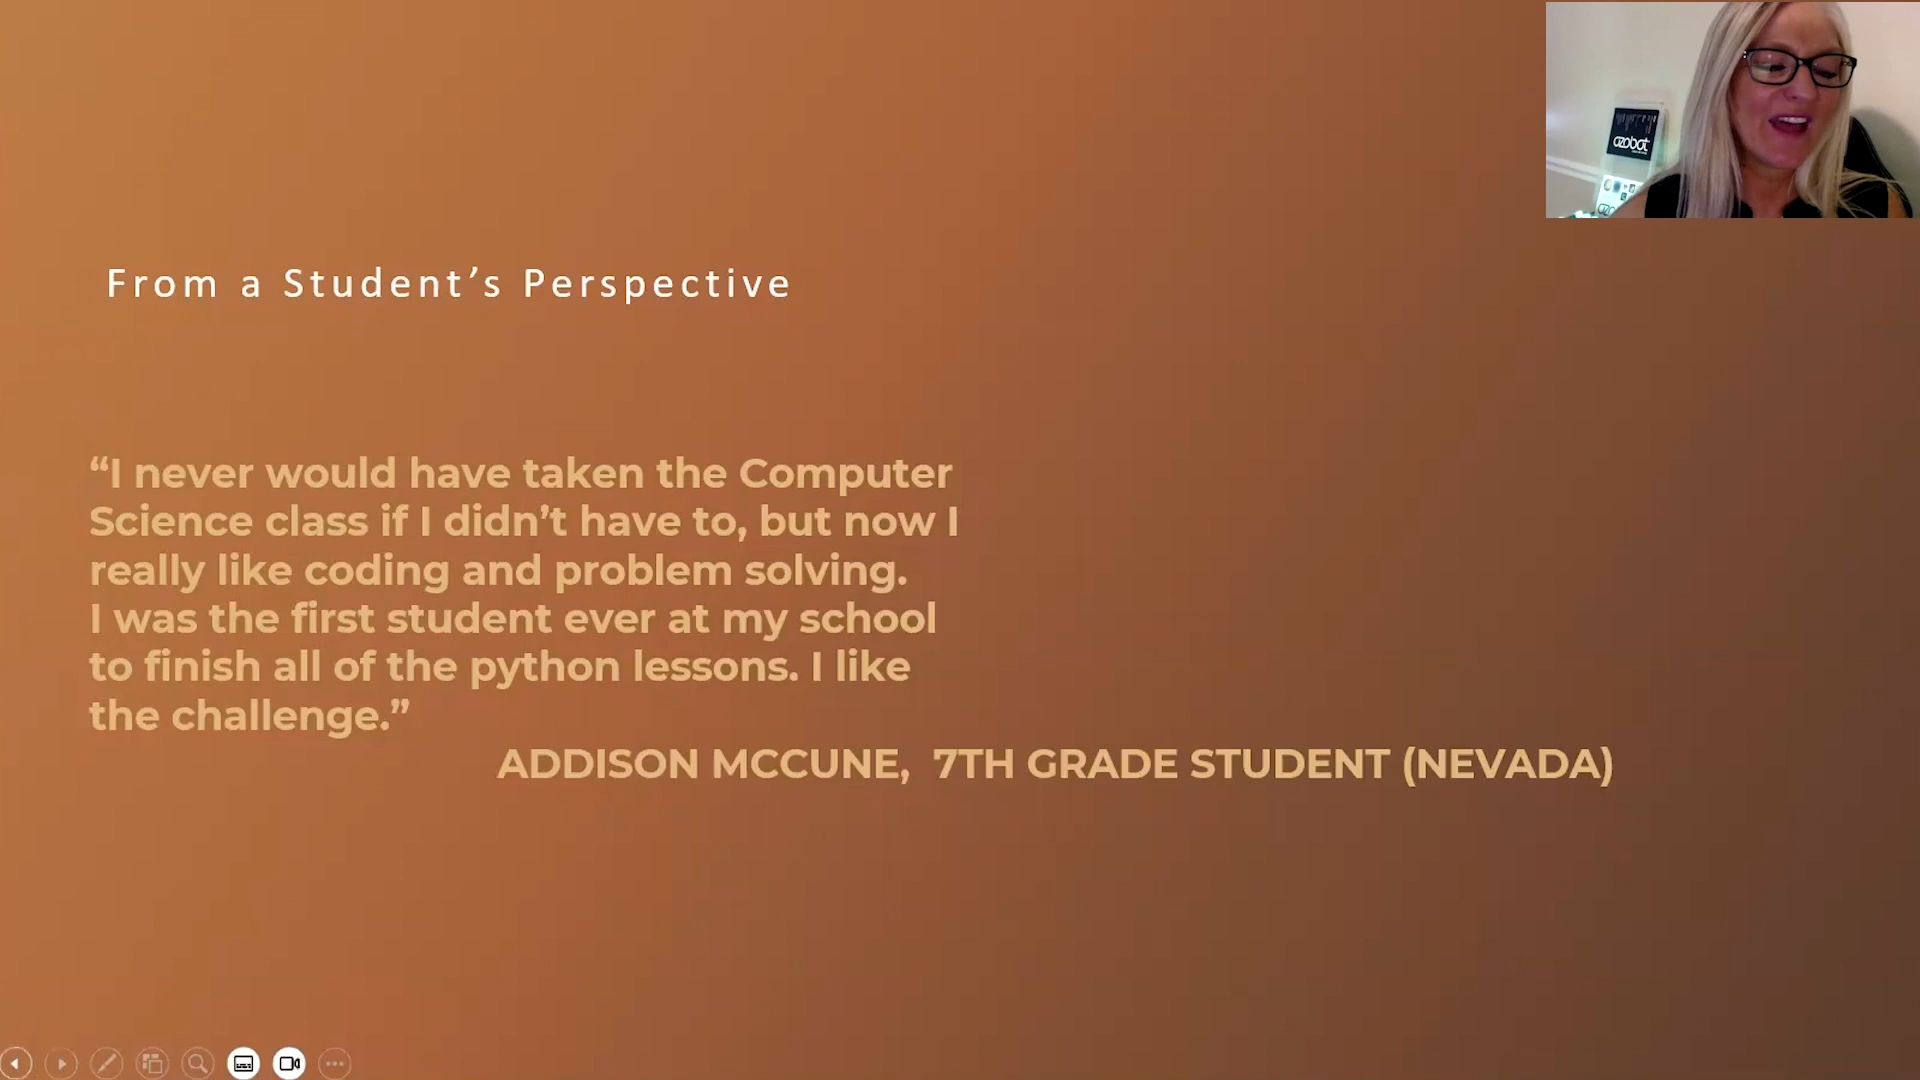 ozobot
From a Student’s Perspective
“I never would have taken the Computer
Science class if I didn’t have to, but now I
really like coding and problem solving.
I was the first student ever at my school
to finish all of the python lessons. I like
the challenge.”
ADDISON MCCUNE,  7TH GRADE STUDENT (NEVADA)